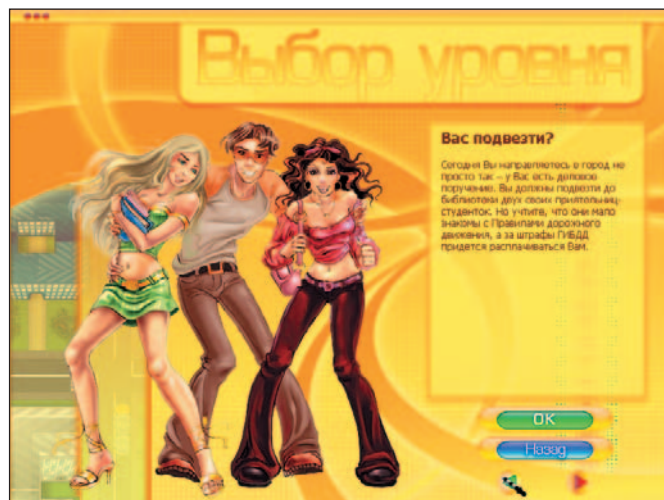 Выбор уровня
Вас подвезти?
Сегодня Вы направляетесь в город не
просто так – у Вас есть деловое
поручение. Вы должны подвезти до
библиотеки двух своих приятельниц-
студенток. Но учтите, что они мало
знакомы с Правилами дорожного
движения, а за штрафы ГИБДД
придется расплачиваться Вам.
OK
Назад